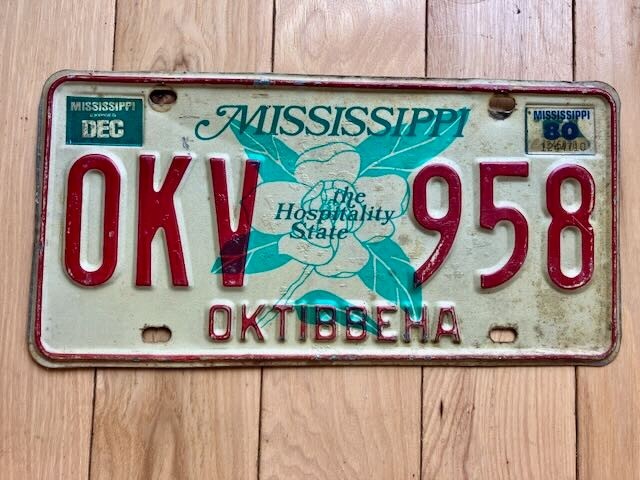 MISSISSIPPI
DEC
MISSISSIPPI
MISSISSIPPI
80
OKV 958
the
Hospitality
State
OKTIBBEHA